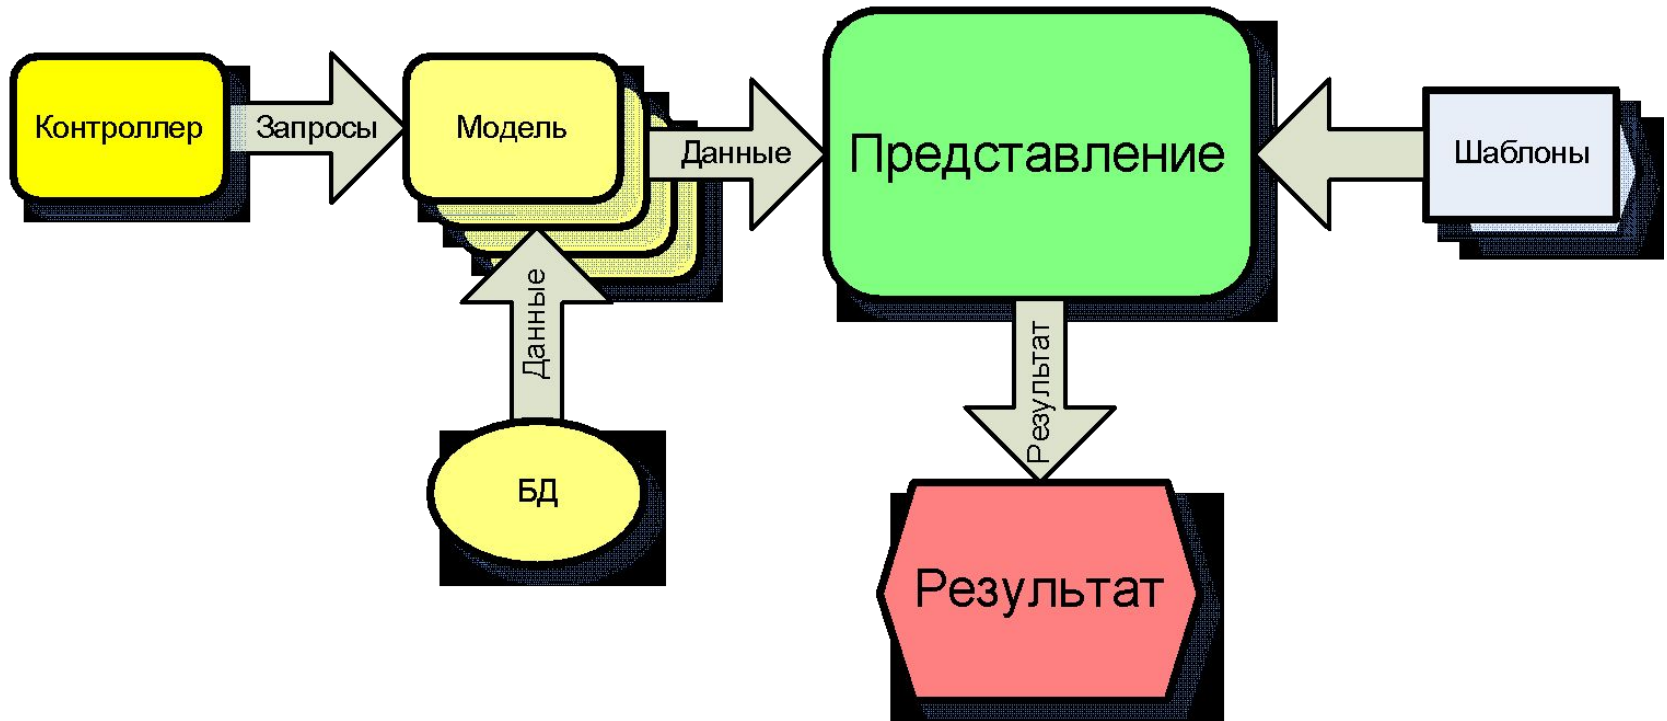 Контроллер
Запросы
Модель
Данные
Представление
Шаблоны
Данные
Результат
БД
Результат